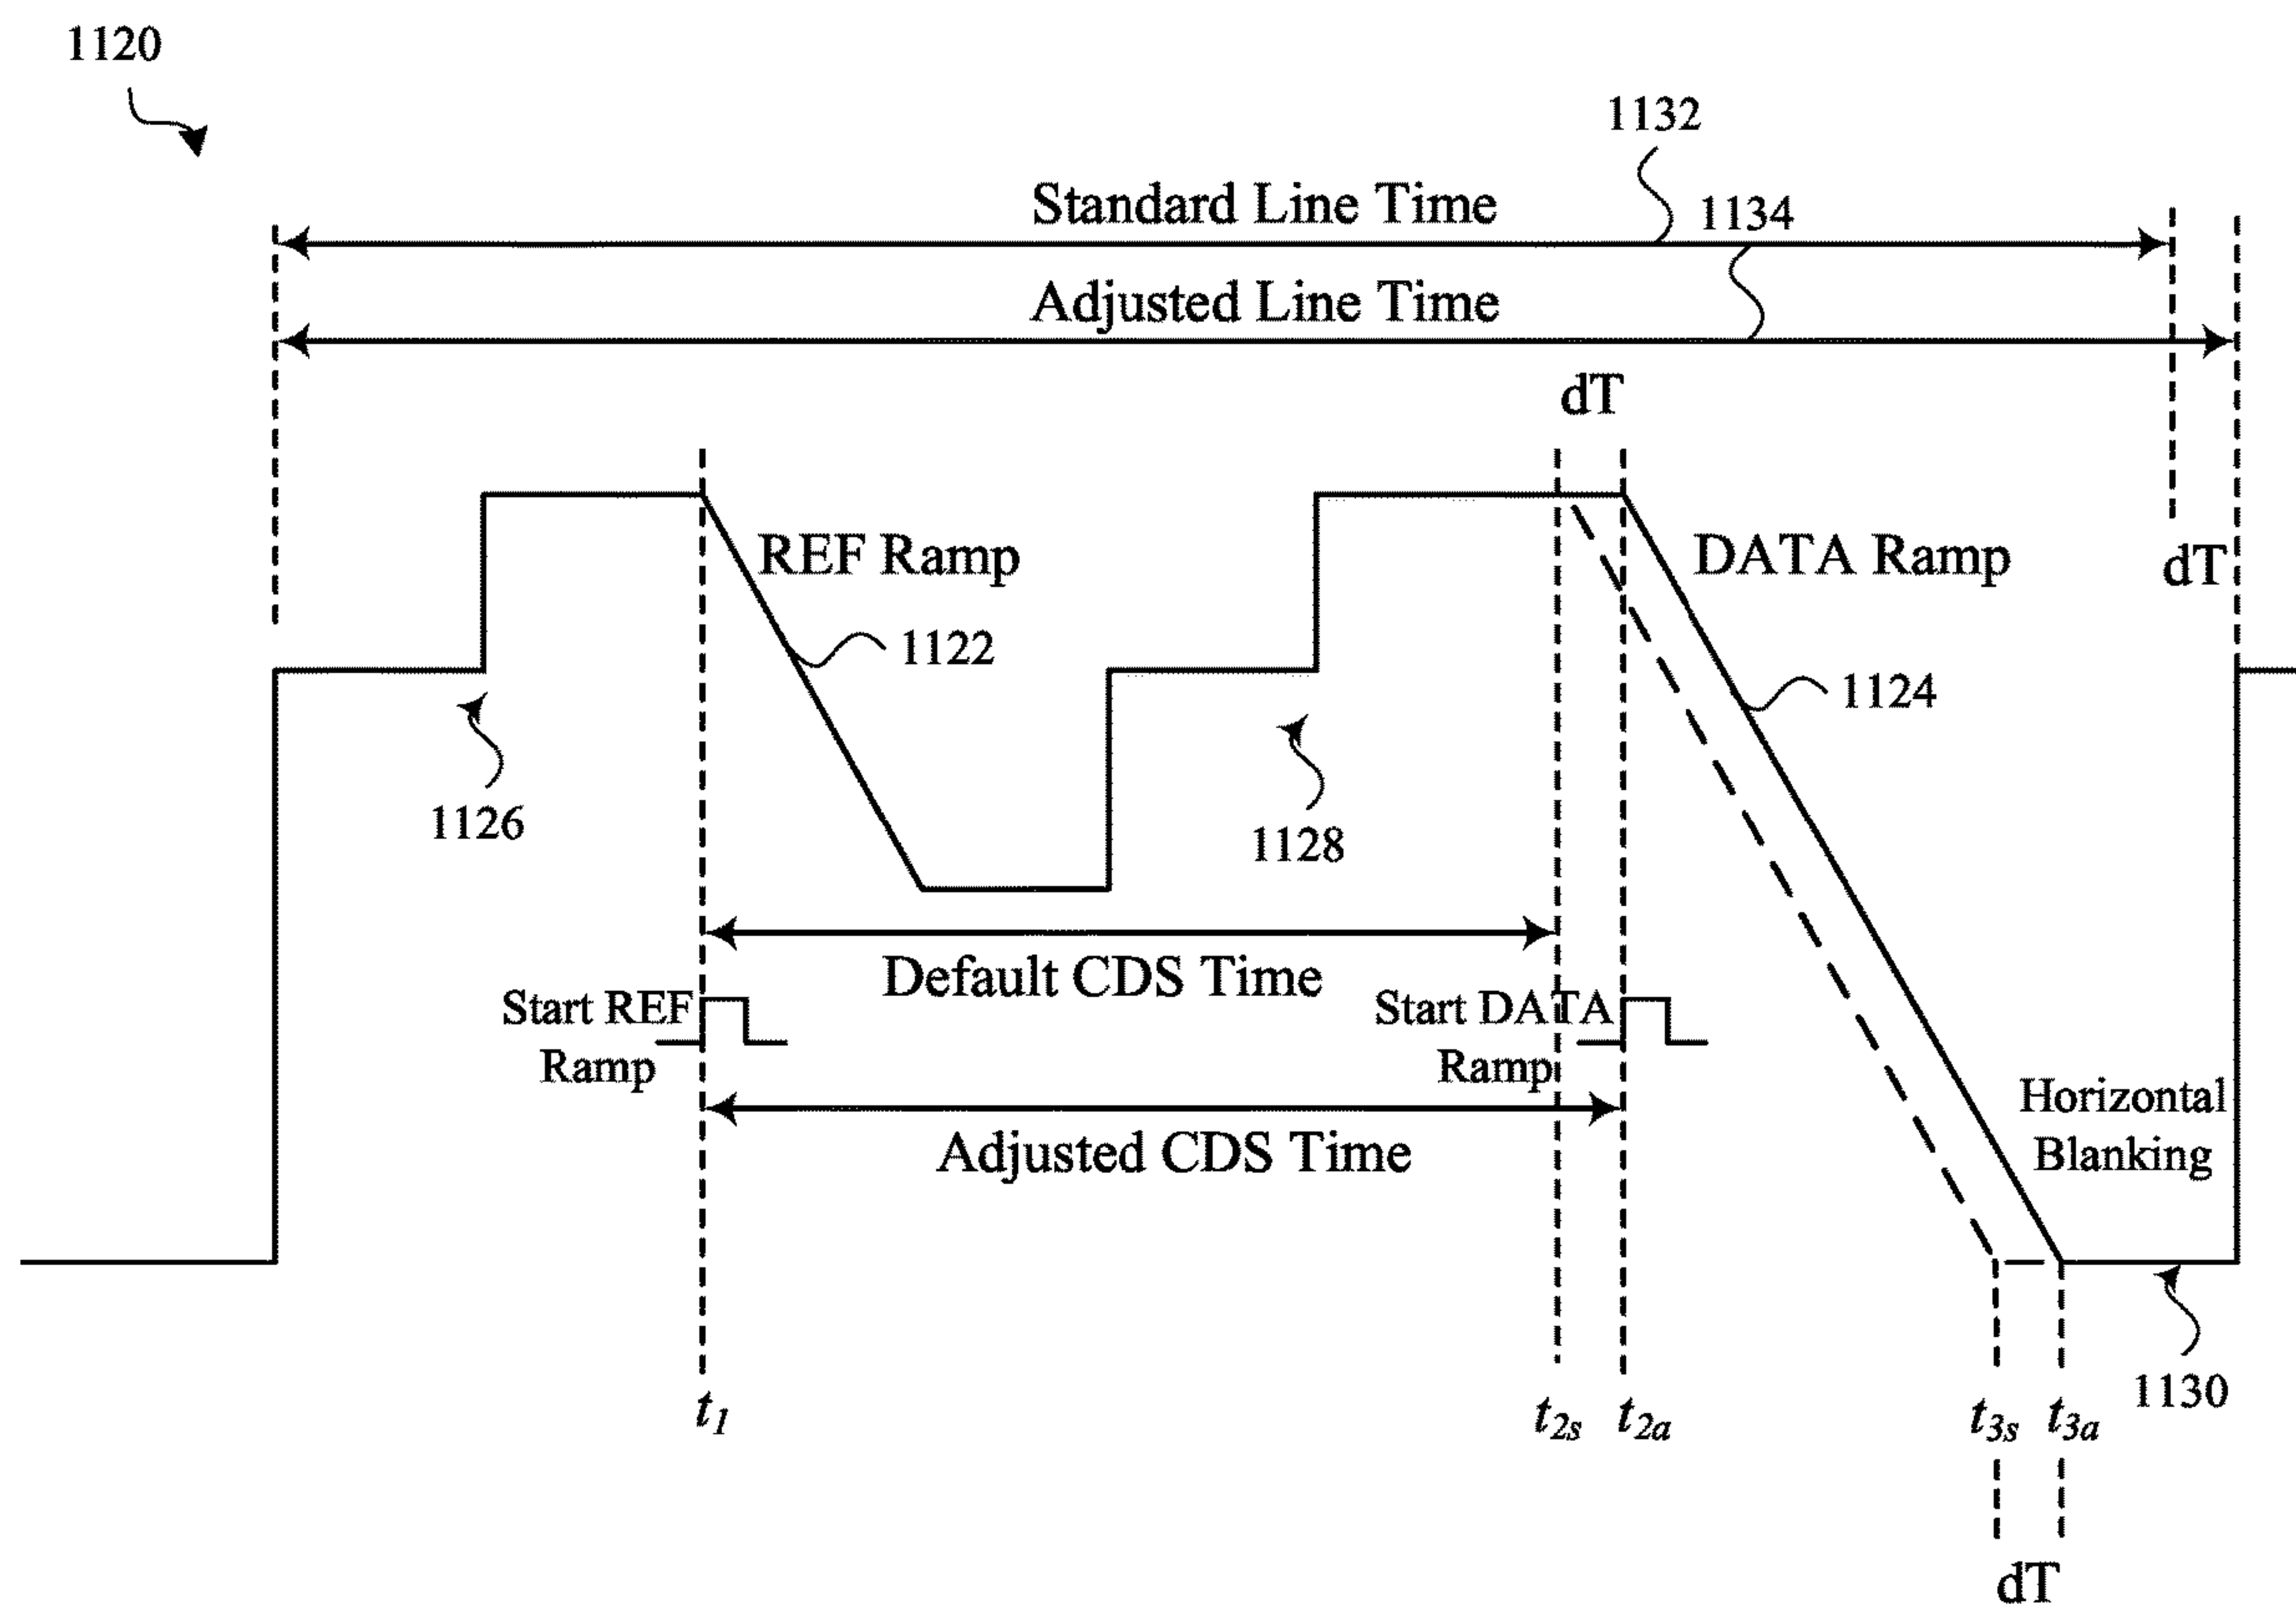 1120
1132
Standard Line Time
1134
Adjusted Line Time
dT
REF Ramp
DATA Ramp
dT
1122
1124
1126
1128
Default CDS Time
Start REF
Ramp
Start DATA
Ramp
Horizontal
Blanking
Adjusted CDS Time
1130
t1
t2s
t2a
t3s
t3a
dT